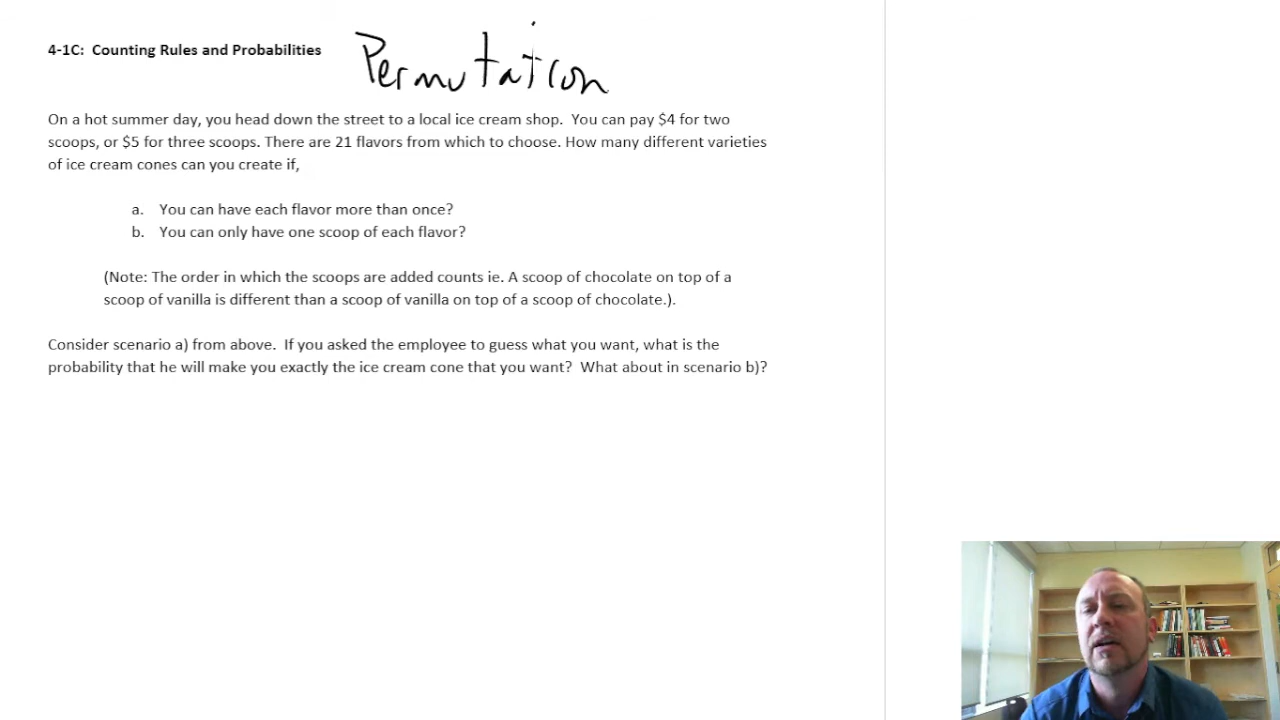 4-1C: Counting Rules and Probabilities
Permutation
On a hot summer day, you head down the street to a local ice cream shop. You can pay $4 for two
scoops, or $5 for three scoops. There are 21 flavors from which to choose. How many different varieties
of ice cream cones can you create if,
a. You can have each flavor more than once?
b. You can only have one scoop of each flavor?
(Note: The order in which the scoops are added counts ie. A scoop of chocolate on top of a
scoop of vanilla is different than a scoop of vanilla on top of a scoop of chocolate.).
Consider scenario a) from above. If you asked the employee to guess what you want, what is the
probability that he will make you exactly the ice cream cone that you want? What about in scenario b)?